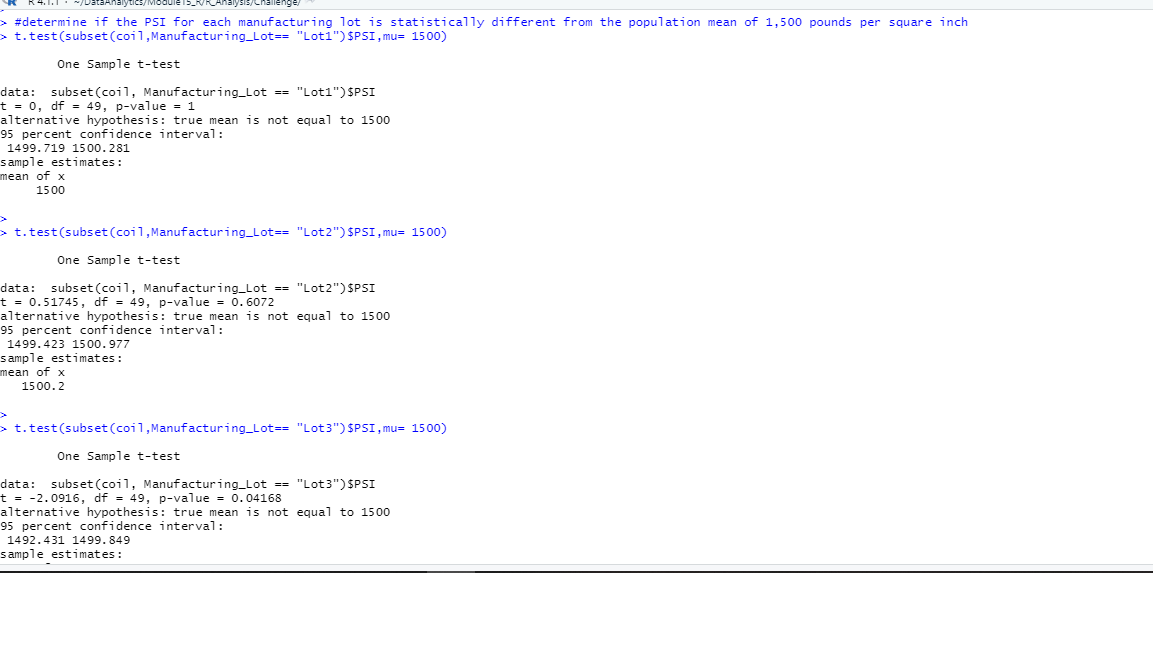 R 4.1.1 · ~/DataAnalytics/Module15_R/R_Analysis/Challenge/
>
> #determine if the PSI for each manufacturing lot is statistically different from the population mean of 1,500 pounds per square inch
> t.test(subset(coil,Manufacturing_Lot== "Lot1")$PSI,mu= 1500)
One Sample t-test
data:  subset(coil, Manufacturing_Lot == "Lot1")$PSI
t = 0, df = 49, p-value = 1
alternative hypothesis: true mean is not equal to 1500
95 percent confidence interval:
1499.719 1500.281
sample estimates:
mean of x
1500
>
> t.test(subset(coil,Manufacturing_Lot== "Lot2")$PSI,mu= 1500)
One Sample t-test
data:  subset(coil, Manufacturing_Lot == "Lot2")$PSI
t = 0.51745, df = 49, p-value = 0.6072
alternative hypothesis: true mean is not equal to 1500
95 percent confidence interval:
1499.423 1500.977
sample estimates:
mean of x
1500.2
>
> t.test(subset(coil,Manufacturing_Lot== "Lot3")$PSI,mu= 1500)
One Sample t-test
data:  subset(coil, Manufacturing_Lot == "Lot3")$PSI
t = -2.0916, df = 49, p-value = 0.04168
alternative hypothesis: true mean is not equal to 1500
95 percent confidence interval:
1492.431 1499.849
sample estimates: